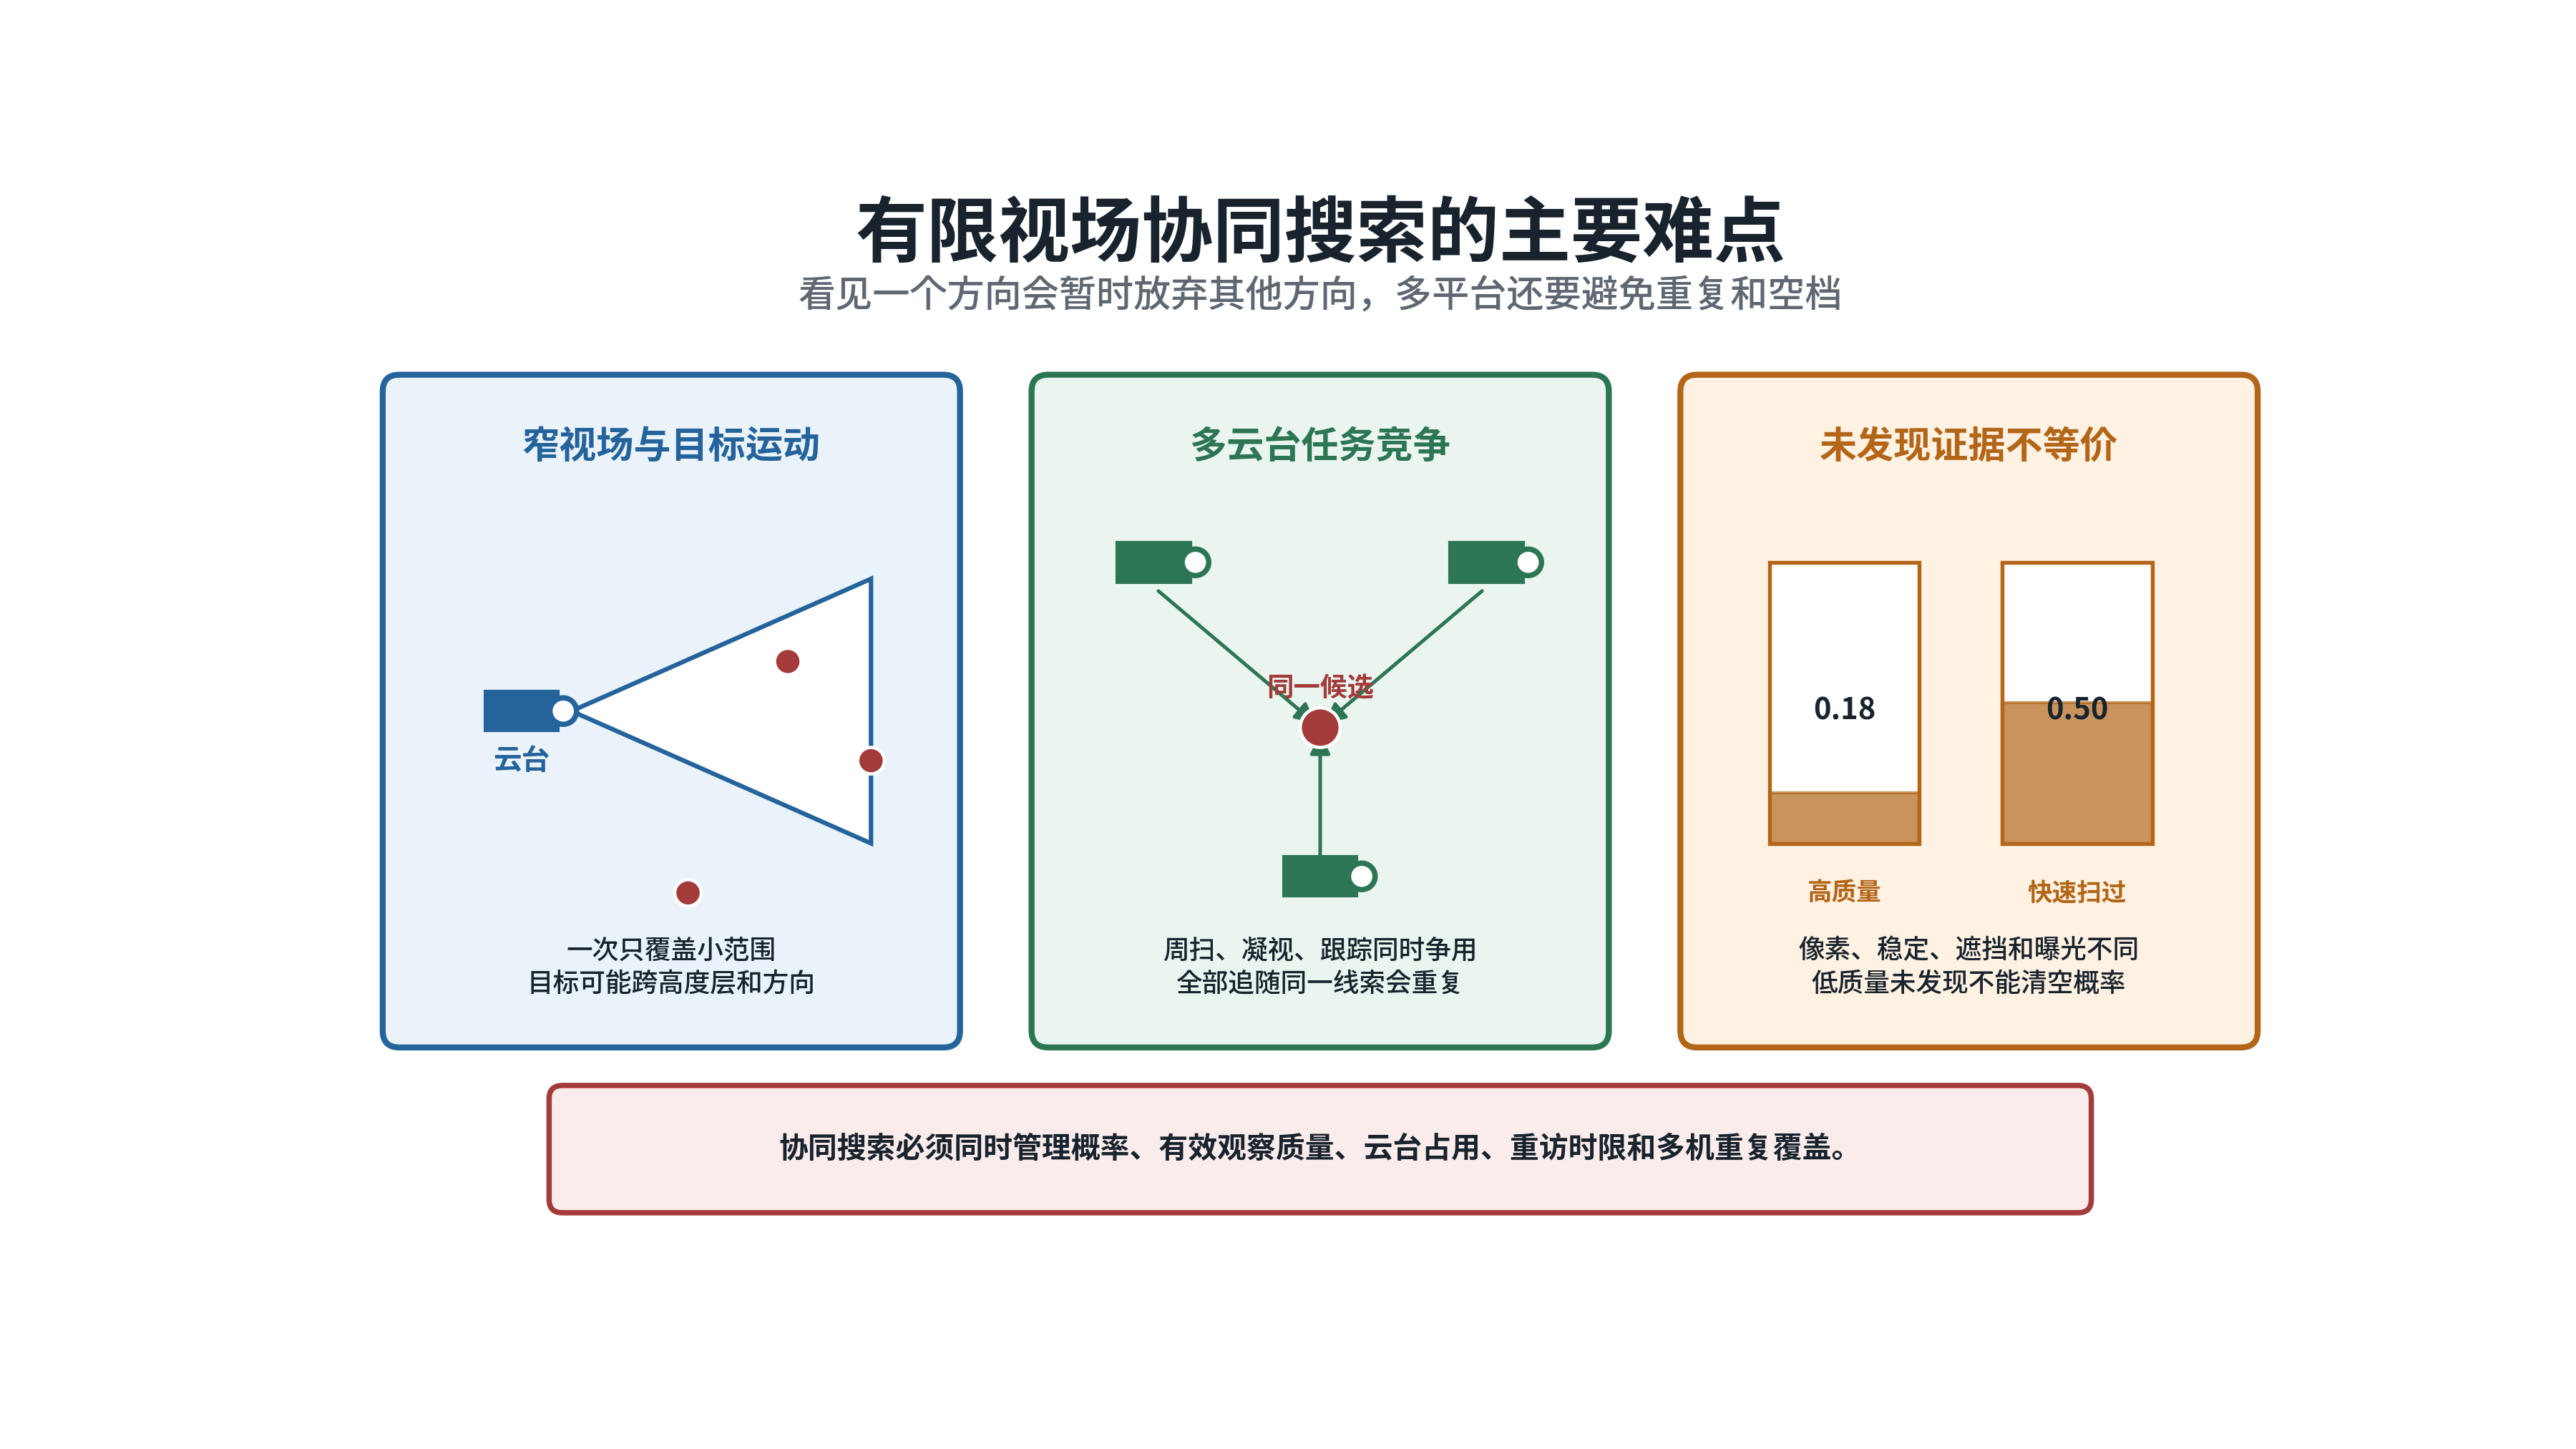 有限视场协同搜索的主要难点
看见一个方向会暂时放弃其他方向，多平台还要避免重复和空档
窄视场与目标运动
云台
一次只覆盖小范围
目标可能跨高度层和方向
多云台任务竞争
同一候选
周扫、凝视、跟踪同时争用
全部追随同一线索会重复
未发现证据不等价
0.18
0.50
高质量
快速扫过
像素、稳定、遮挡和曝光不同
低质量未发现不能清空概率
协同搜索必须同时管理概率、有效观察质量、云台占用、重访时限和多机重复覆盖。